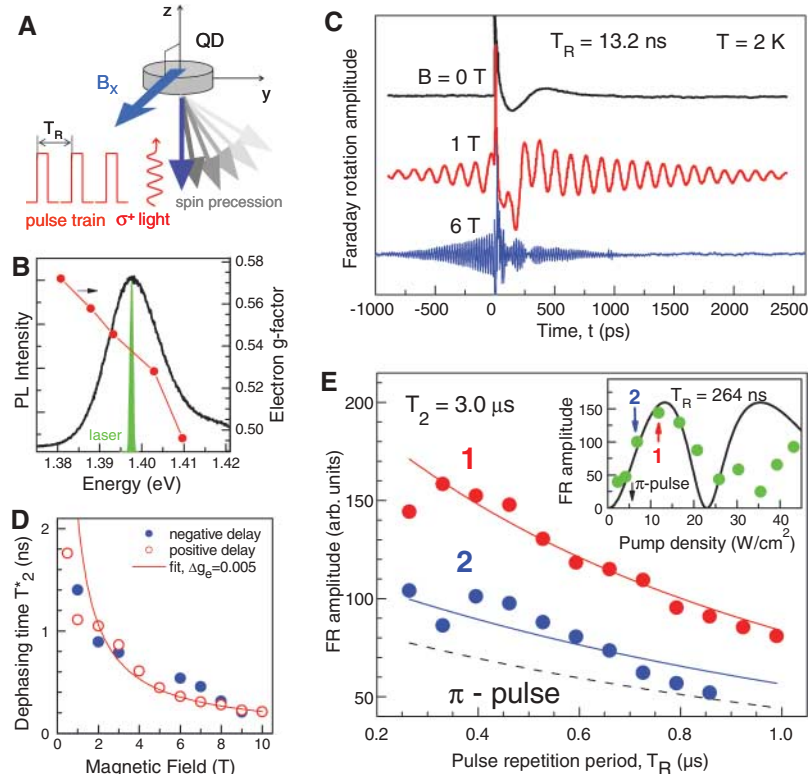 A
z
QD
B_x
y
T_R
pulse train
σ⁺ light
spin precession
B
PL Intensity
laser
0.58
0.56
0.54
0.52
0.50
Electron g-factor
1.38 1.39 1.40 1.41 1.42
Energy (eV)
C
Faraday rotation amplitude
T_R = 13.2 ns
T = 2 K
B = 0 T
1 T
6 T
-1000 -500 0 500 1000 1500 2000 2500
Time, t (ps)
D
Dephasing time T*_2 (ns)
2
1
0
negative delay
positive delay
fit, Δg_e=0.005
0 2 4 6 8 10
Magnetic Field (T)
E
FR amplitude (arb. units)
200
150
100
50
T_2 = 3.0 μs
1
2
π - pulse
0.2 0.4 0.6 0.8 1.0
Pulse repetition period, T_R (μs)
FR amplitude
150
100
50
0
2
T_R = 264 ns
1
π-pulse
0 10 20 30 40
Pump density (W/cm²)